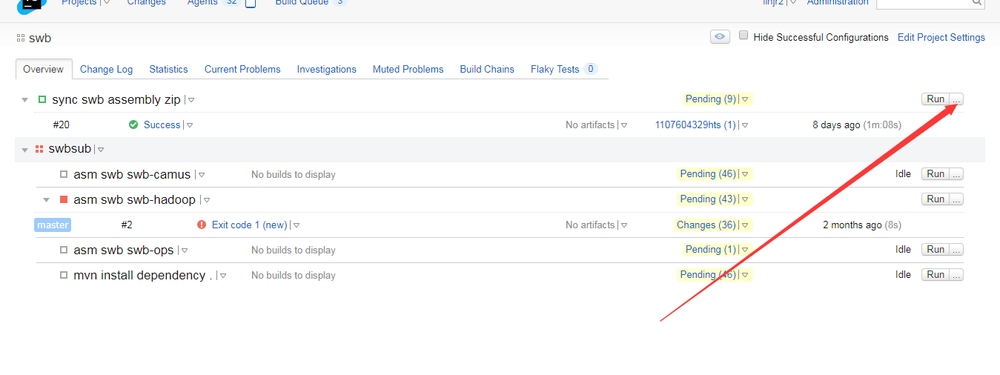 Projects Changes Agents 32 Build Queue 3 linjr2 Administration
swb Hide Successful Configurations Edit Project Settings
Overview Change Log Statistics Current Problems Investigations Muted Problems Build Chains Flaky Tests 0
sync swb assembly zip Pending (9) Run ...
#20 Success No artifacts 1107604329hts (1) 8 days ago (1m:08s)
swbsub
asm swb swb-camus No builds to display Pending (46) Idle Run ...
asm swb swb-hadoop Pending (43) Run ...
master #2 Exit code 1 (new) No artifacts Changes (36) 2 months ago (8s)
asm swb swb-ops No builds to display Pending (1) Idle Run ...
mvn install dependency . No builds to display Pending (46) Idle Run ...